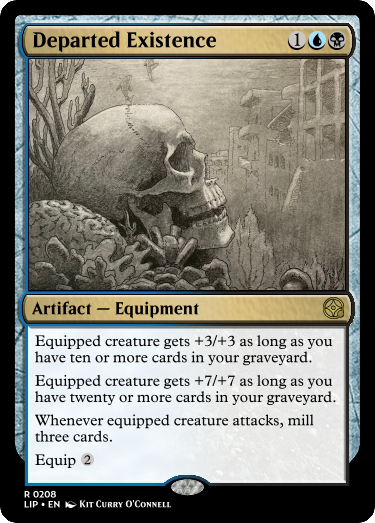 Departed Existence 1
Artifact — Equipment
Equipped creature gets +3/+3 as long as you
have ten or more cards in your graveyard.
Equipped creature gets +7/+7 as long as you
have twenty or more cards in your graveyard.
Whenever equipped creature attacks, mill
three cards.
Equip 2
R 0208
LIP • EN Kit Curry O'Connell